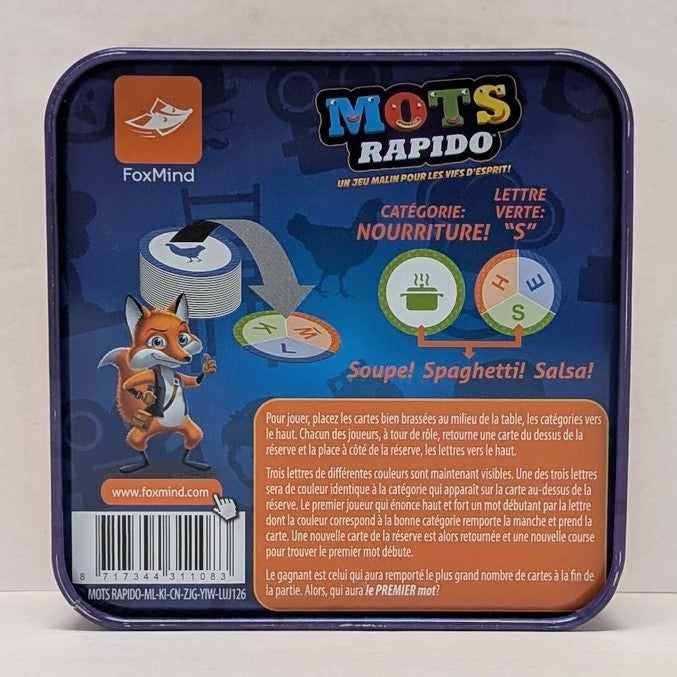 FoxMind
MOTS
RAPIDO
UN JEU MALIN POUR LES VIFS D'ESPRIT!
CATÉGORIE:
NOURRITURE!
LETTRE
VERTE:
"S"
H
E
S
K
M
L
Soupe! Spaghetti! Salsa!
Pour jouer, placez les cartes bien brassées au milieu de la table, les catégories vers
le haut. Chacun des joueurs, à tour de rôle, retourne une carte du dessus de la
réserve et la place à côté de la réserve, les lettres vers le haut.
Trois lettres de différentes couleurs sont maintenant visibles. Une des trois lettres
sera de couleur identique à la catégorie qui apparaît sur la carte au-dessus de la
réserve. Le premier joueur qui énonce haut et fort un mot débutant par la lettre
dont la couleur correspond à la bonne catégorie remporte la manche et prend la
carte. Une nouvelle carte de la réserve est alors retournée et une nouvelle course
pour trouver le premier mot débute.
Le gagnant est celui qui aura remporté le plus grand nombre de cartes à la fin de
la partie. Alors, qui aura le PREMIER mot?
www.foxmind.com
8 717344 311083
MOTS RAPIDO-ML-KI-CN-ZJG-YIW-LUJ126